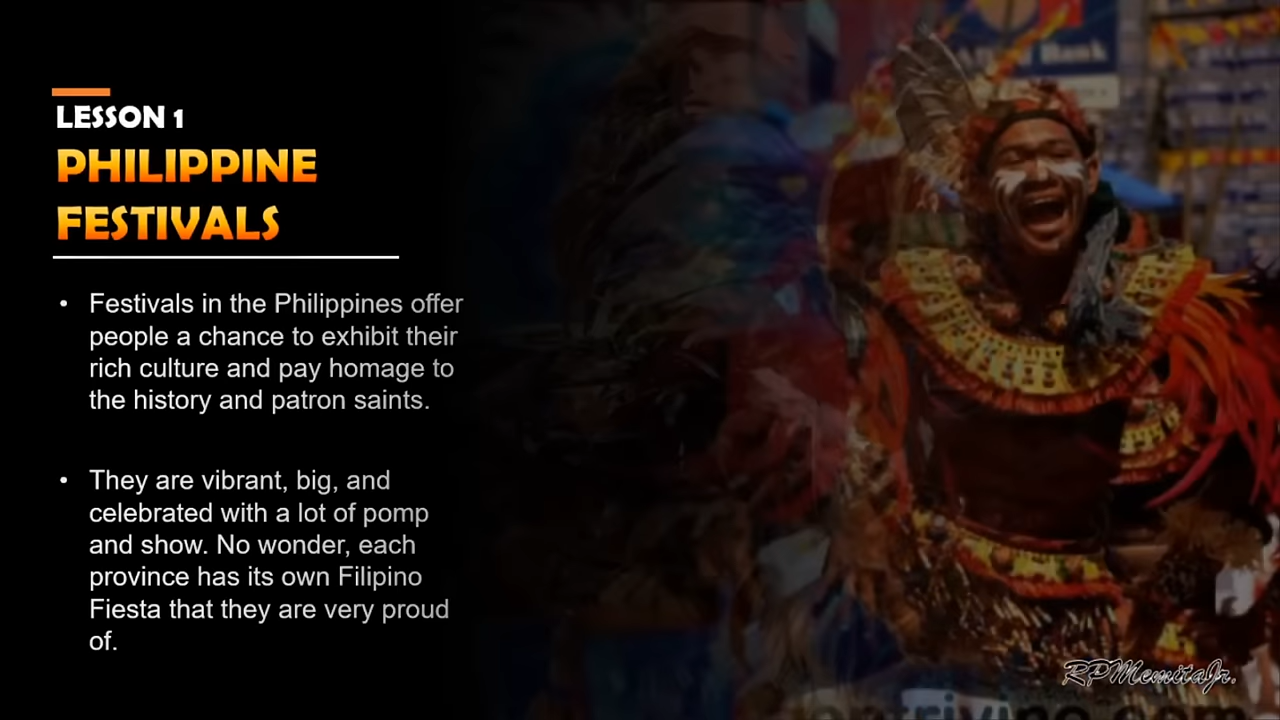 LESSON 1
PHILIPPINE
FESTIVALS
• Festivals in the Philippines offer
people a chance to exhibit their
rich culture and pay homage to
the history and patron saints.
• They are vibrant, big, and
celebrated with a lot of pomp
and show. No wonder, each
province has its own Filipino
Fiesta that they are very proud
of.
Bank
RPMemitaJr.